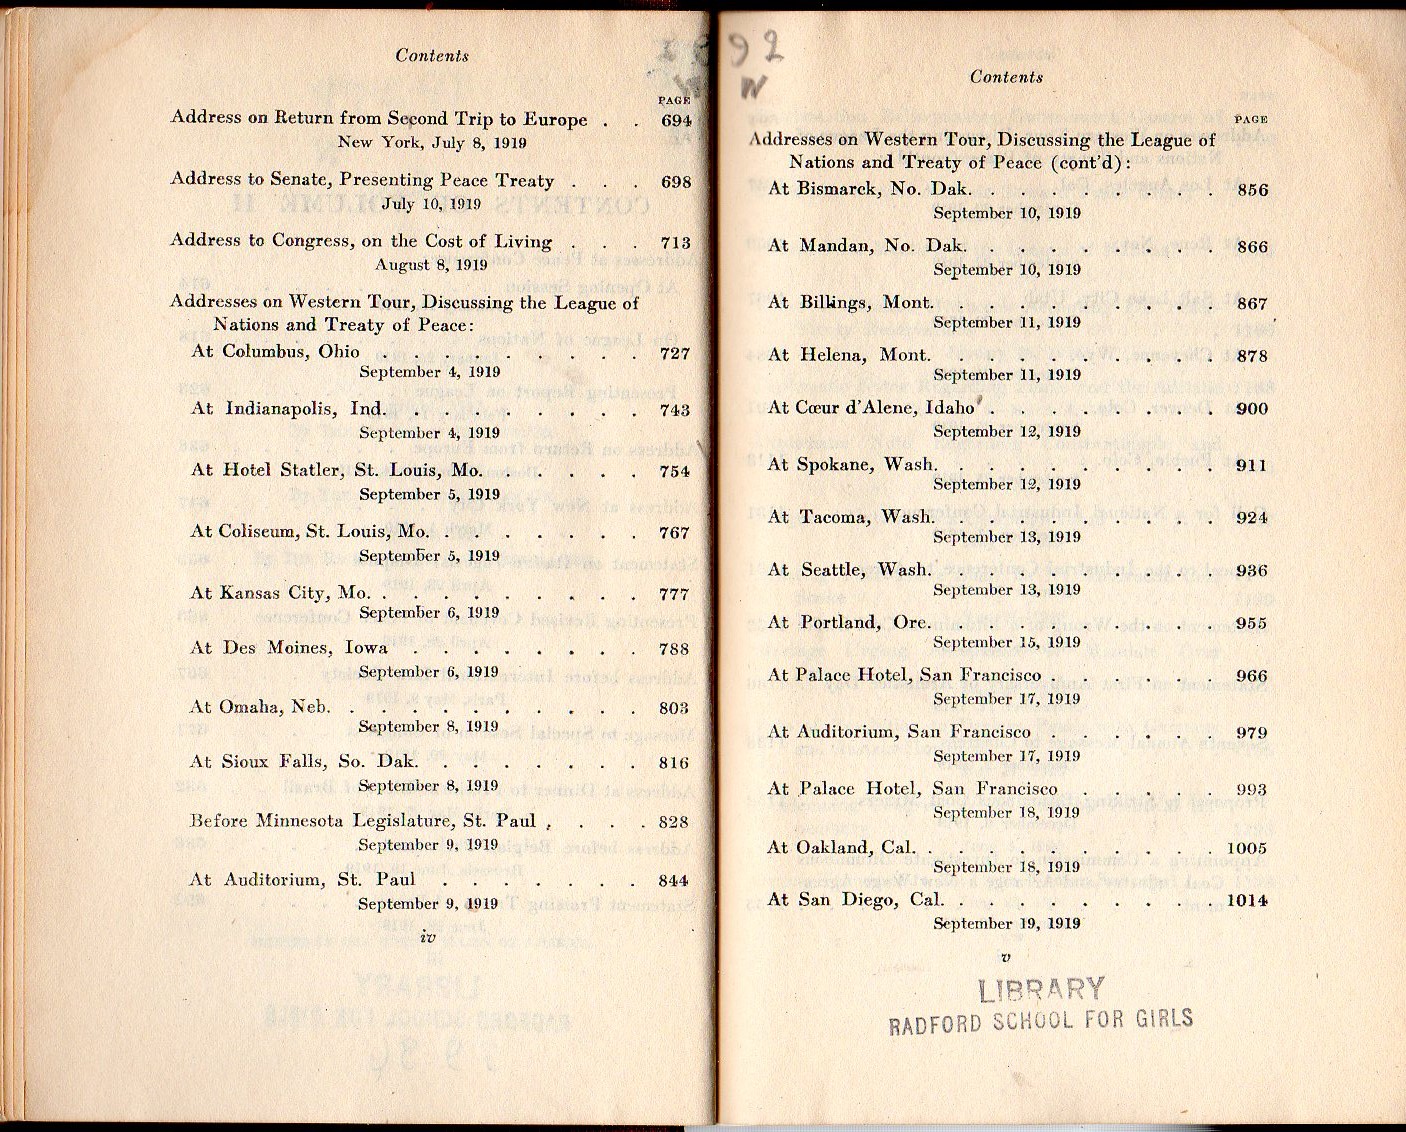 Contents
PAGE
Address on Return from Second Trip to Europe . . 694
New York, July 8, 1919
Address to Senate, Presenting Peace Treaty . . . 698
July 10, 1919
Address to Congress, on the Cost of Living . . . 713
August 8, 1919
Addresses on Western Tour, Discussing the League of
Nations and Treaty of Peace:
At Columbus, Ohio . . . . . . . . . 727
September 4, 1919
At Indianapolis, Ind. . . . . . . . . 743
September 4, 1919
At Hotel Statler, St. Louis, Mo. . . . . . 754
September 5, 1919
At Coliseum, St. Louis, Mo. . . . . . . . 767
September 5, 1919
At Kansas City, Mo. . . . . . . . . . 777
September 6, 1919
At Des Moines, Iowa . . . . . . . . 788
September 6, 1919
At Omaha, Neb. . . . . . . . . . . 803
September 8, 1919
At Sioux Falls, So. Dak. . . . . . . . . 816
September 8, 1919
Before Minnesota Legislature, St. Paul . . . . 828
September 9, 1919
At Auditorium, St. Paul . . . . . . . 844
September 9, 1919
iv
92
W
Contents
PAGE
Addresses on Western Tour, Discussing the League of
Nations and Treaty of Peace (cont'd):
At Bismarck, No. Dak. . . . . . . . . 856
September 10, 1919
At Mandan, No. Dak. . . . . . . . . 866
September 10, 1919
At Billings, Mont. . . . . . . . . . 867
September 11, 1919
At Helena, Mont. . . . . . . . . . 878
September 11, 1919
At Cœur d'Alene, Idaho . . . . . . . 900
September 12, 1919
At Spokane, Wash. . . . . . . . . . 911
September 12, 1919
At Tacoma, Wash. . . . . . . . . . 924
September 13, 1919
At Seattle, Wash. . . . . . . . . . 936
September 13, 1919
At Portland, Ore. . . . . . . . . . 955
September 15, 1919
At Palace Hotel, San Francisco . . . . . . 966
September 17, 1919
At Auditorium, San Francisco . . . . . . 979
September 17, 1919
At Palace Hotel, San Francisco . . . . . 993
September 18, 1919
At Oakland, Cal. . . . . . . . . . . 1005
September 18, 1919
At San Diego, Cal. . . . . . . . . . 1014
September 19, 1919
v
LIBRARY
RADFORD SCHOOL FOR GIRLS